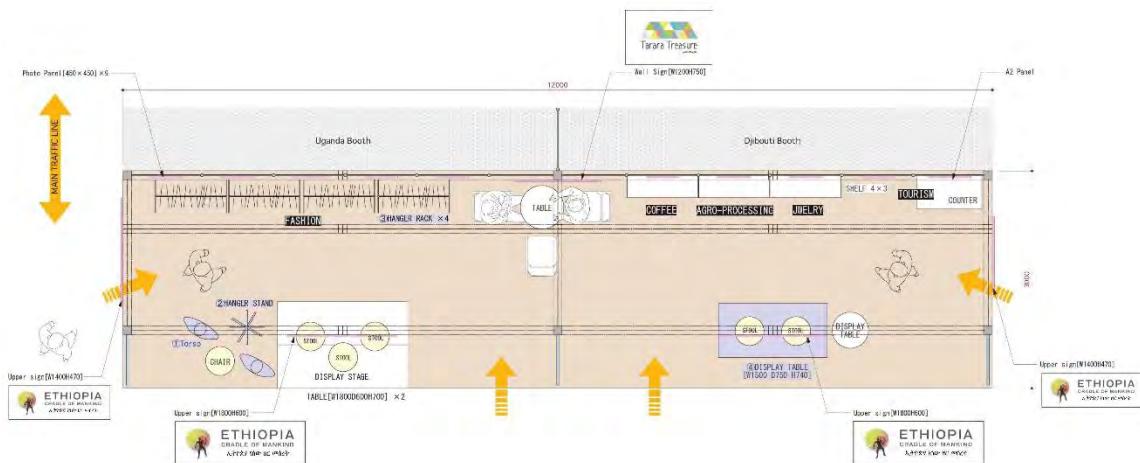 Tarara Treasure
Photo Panel[460×460]×9
Wall Sign[W1200H750]
A2 Panel
12000
MAIN TRAFFIC LINE
Uganda Booth
Djibouti Booth
TABLE
SHELF 4×3
TOURISM
COUNTER
COFFEE
AGRO-PROCESSING
JWELRY
FASHION
③HANGER RACK ×4
3000
②HANGER STAND
①Torso
CHAIR
STOOL
STOOL
STOOL
DISPLAY STAGE
TABLE[W1800D600H700] ×2
STOOL
STOOL
DISPLAY
TABLE
④DISPLAY TABLE
[W1500 D750 H740]
Upper sign[W1400H470]
ETHIOPIA
CRADLE OF MANKIND
Upper sign[W1800H600]
ETHIOPIA
CRADLE OF MANKIND
Upper sign[W1800H600]
ETHIOPIA
CRADLE OF MANKIND
Upper sign[W1400H470]
ETHIOPIA
CRADLE OF MANKIND